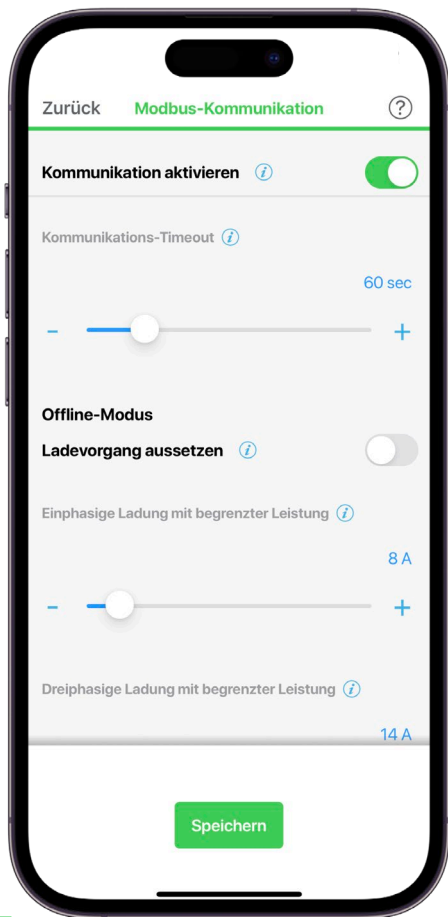 Zurück Modbus-Kommunikation ?
Kommunikation aktivieren i
Kommunikations-Timeout i
60 sec
- +
Offline-Modus
Ladevorgang aussetzen i
Einphasige Ladung mit begrenzter Leistung i
8 A
- +
Dreiphasige Ladung mit begrenzter Leistung i
14 A
Speichern